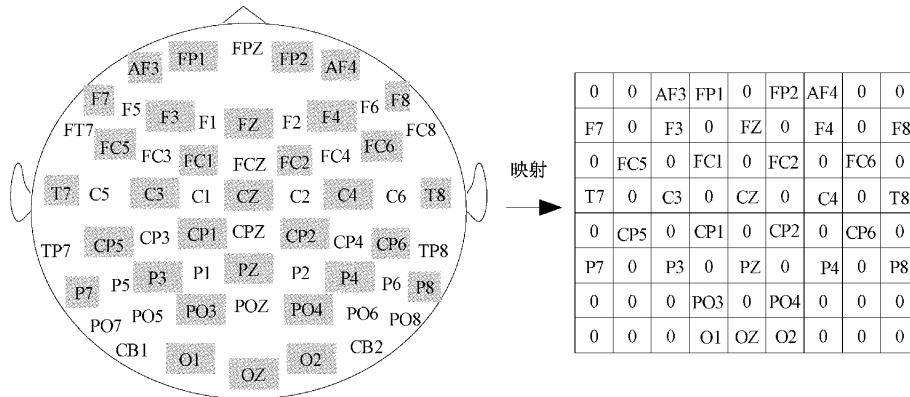 FPZ
AF3 FP1 FP2 AF4
F7 F5 F3 F1 FZ F2 F4 F6 F8
FT7 FC5 FC3 FC1 FCZ FC2 FC4 FC6 FC8
T7 C5 C3 C1 CZ C2 C4 C6 T8
TP7 CP5 CP3 CP1 CPZ CP2 CP4 CP6 TP8
P7 P5 P3 P1 PZ P2 P4 P6 P8
PO7 PO5 PO3 POZ PO4 PO6 PO8
CB1 O1 OZ O2 CB2
映射
0 0 AF3 FP1 0 FP2 AF4 0 0
F7 0 F3 0 FZ 0 F4 0 F8
0 FC5 0 FC1 0 FC2 0 FC6 0
T7 0 C3 0 CZ 0 C4 0 T8
0 CP5 0 CP1 0 CP2 0 CP6 0
P7 0 P3 0 PZ 0 P4 0 P8
0 0 0 PO3 0 PO4 0 0 0
0 0 0 O1 OZ O2 0 0 0